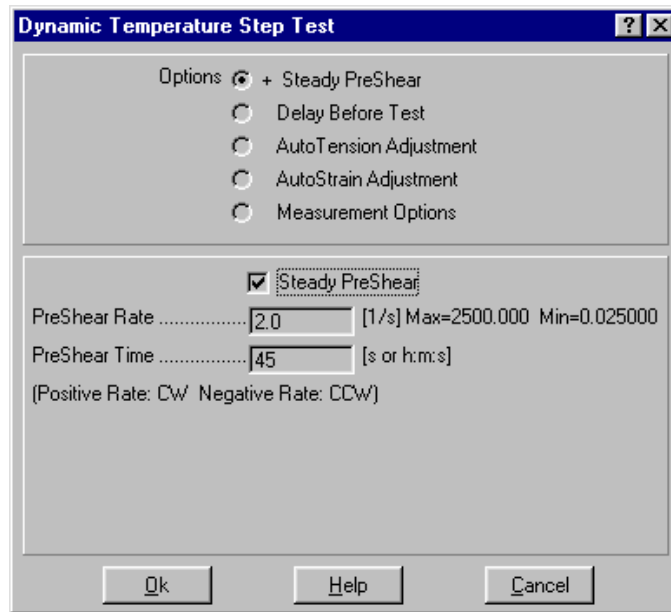 Dynamic Temperature Step Test
Options + Steady PreShear
Delay Before Test
AutoTension Adjustment
AutoStrain Adjustment
Measurement Options
Steady PreShear
PreShear Rate ................ 2.0 [1/s] Max=2500.000 Min=0.025000
PreShear Time ................ 45 [s or h:m:s]
(Positive Rate: CW Negative Rate: CCW)
Ok Help Cancel